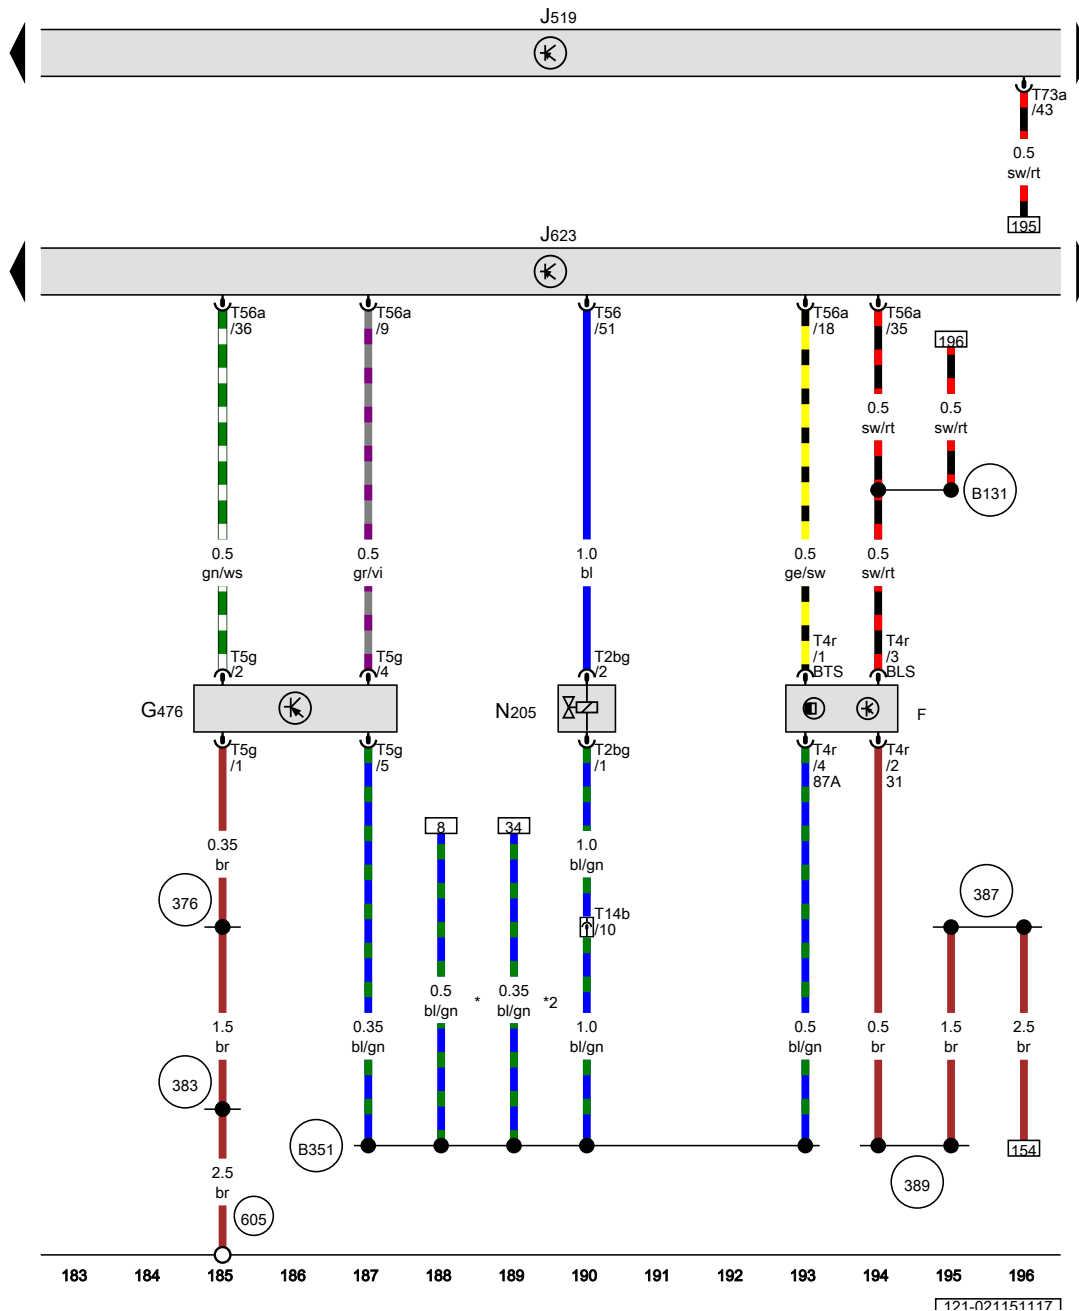 J519
T73a
/43
0.5
sw/rt
195
J623
T56a
/36
T56a
/9
T56
/51
T56a
/18
T56a
/35
196
0.5
sw/rt
0.5
sw/rt
B131
0.5
gn/ws
0.5
gr/vi
1.0
bl
0.5
ge/sw
0.5
sw/rt
T5g
/2
T5g
/4
T2bg
/2
T4r
/1
BTS
T4r
/3
BLS
G476
N205
F
T5g
/1
T5g
/5
T2bg
/1
T4r
/4
87A
T4r
/2
31
8
34
0.35
br
1.0
bl/gn
376
387
T14b
/10
0.5
bl/gn
*
0.35
bl/gn
*2
1.5
br
0.35
bl/gn
1.0
bl/gn
0.5
bl/gn
0.5
br
1.5
br
2.5
br
383
B351
154
2.5
br
389
605
183 184 185 186 187 188 189 190 191 192 193 194 195 196
121-021151117